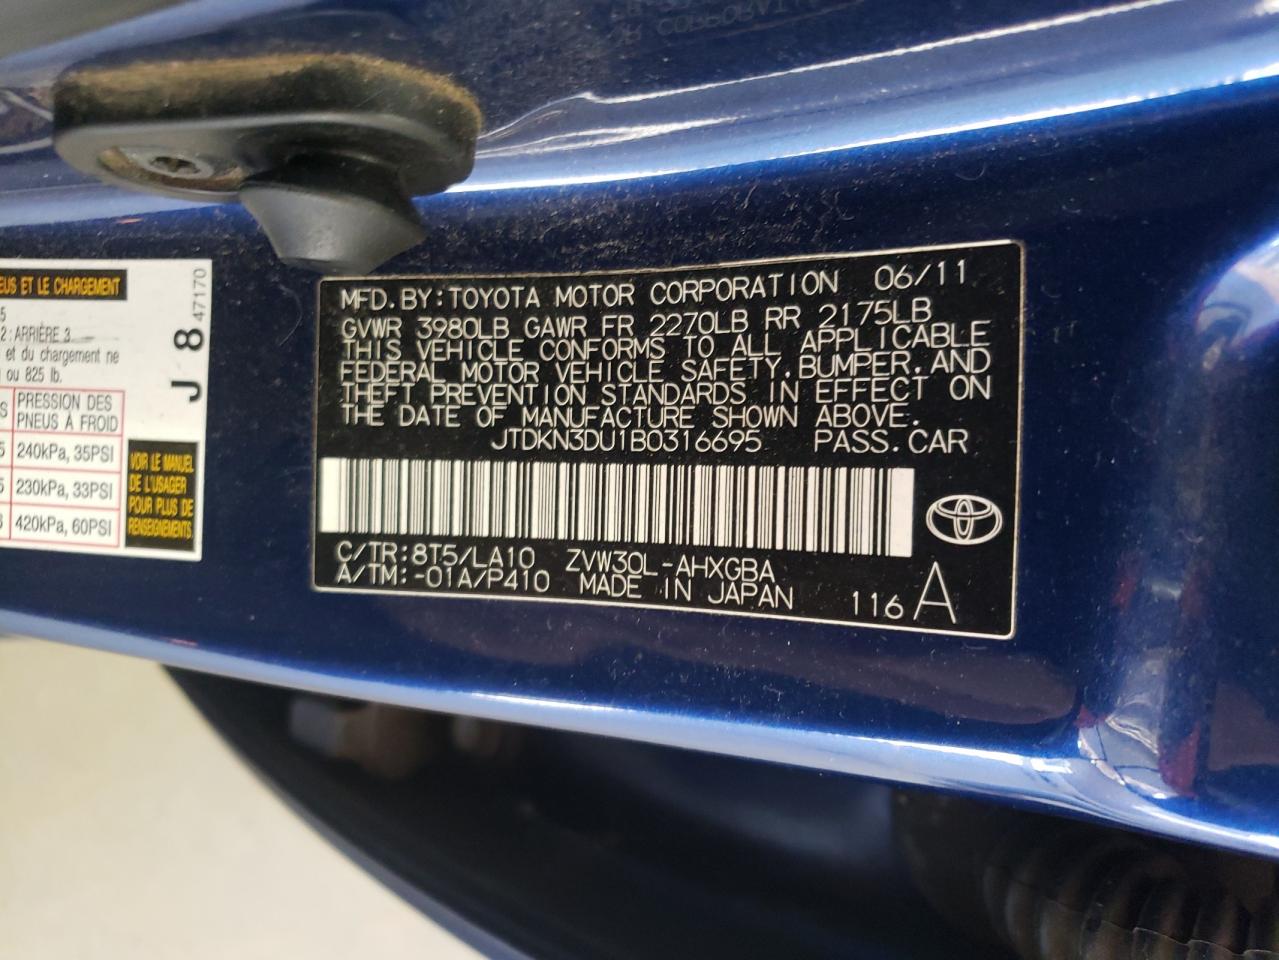 PNEUS ET LE CHARGEMENT
2 : ARRIÈRE 3
et du chargement ne
ou 825 lb.
PRESSION DES
PNEUS À FROID
240kPa, 35PSI
230kPa, 33PSI
420kPa, 60PSI
VOIR LE MANUEL
DE L'USAGER
POUR PLUS DE
RENSEIGNEMENTS
J 8 47170
MFD. BY: TOYOTA MOTOR CORPORATION 06/11
GVWR 3980LB GAWR FR 2270LB RR 2175LB
THIS VEHICLE CONFORMS TO ALL APPLICABLE
FEDERAL MOTOR VEHICLE SAFETY, BUMPER, AND
THEFT PREVENTION STANDARDS IN EFFECT ON
THE DATE OF MANUFACTURE SHOWN ABOVE.
JTDKN3DU1B0316695 PASS. CAR
C/TR: 8T5/LA10 ZVW30L-AHXGBA
A/TM: -01A/P410 MADE IN JAPAN 116 A